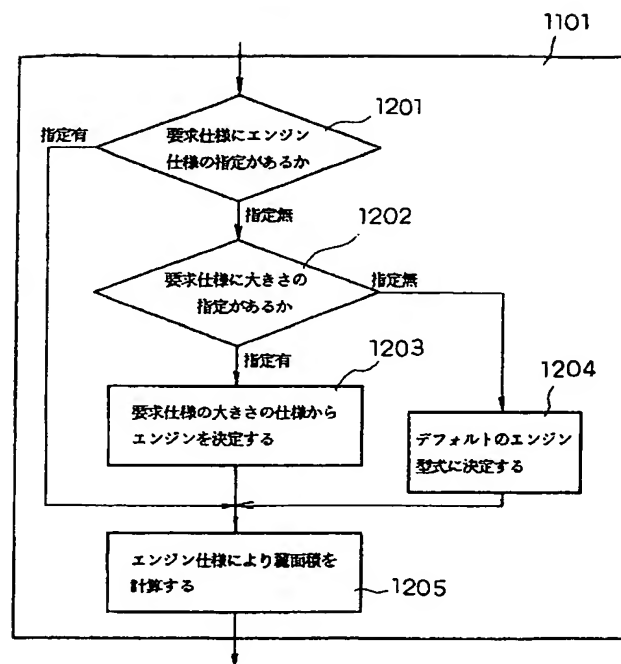 1101
1201
要求仕様にエンジン
仕様の指定があるか
指定有
指定無
1202
要求仕様に大きさの
指定があるか
指定無
指定有
1203
要求仕様の大きさの仕様から
エンジンを決定する
1204
デフォルトのエンジン
型式に決定する
エンジン仕様により翼面積を
計算する
1205